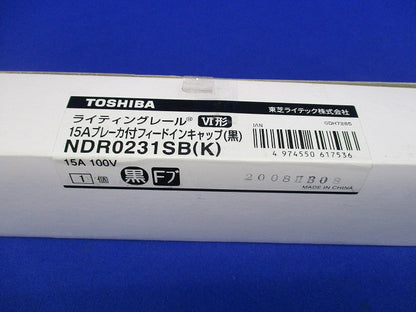 TOSHIBA
東芝ライテック株式会社
ライティングレール® VI形
JAN
15Aブレーカ付フィードインキャップ(黒)
NDR0231SB(K)
15A 100V
4 974550 617536
1個 黒 Fブ
MADE IN CHINA